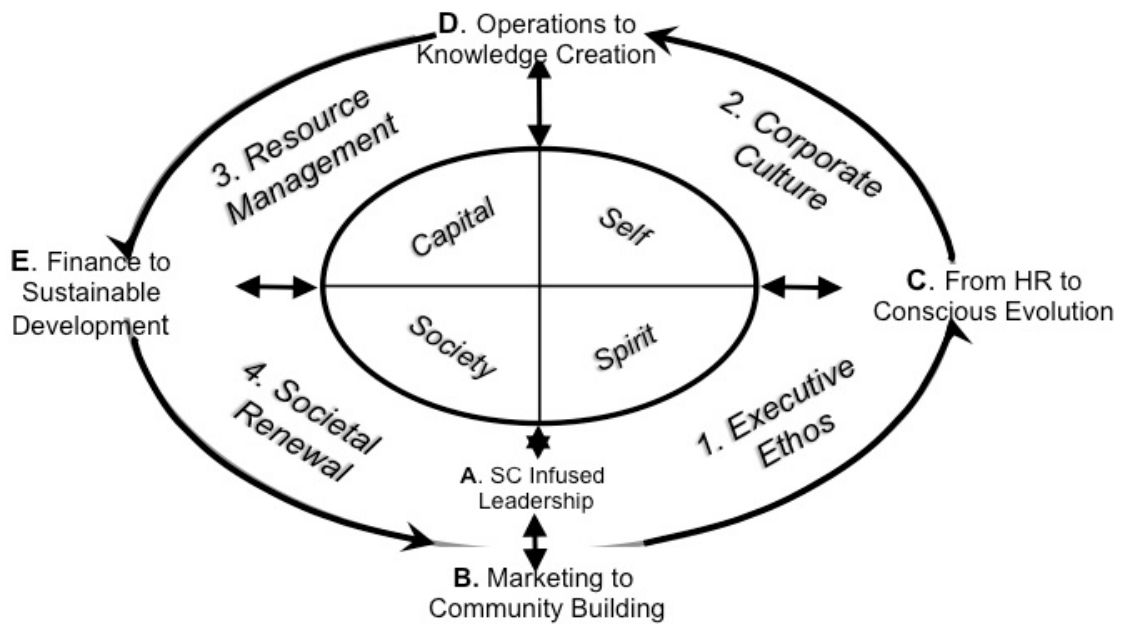 D. Operations to
Knowledge Creation
3. Resource
Management
2. Corporate
Culture
Capital
Self
E. Finance to
Sustainable
Development
C. From HR to
Conscious Evolution
Society
Spirit
4. Societal
Renewal
1. Executive
Ethos
A. SC Infused
Leadership
B. Marketing to
Community Building